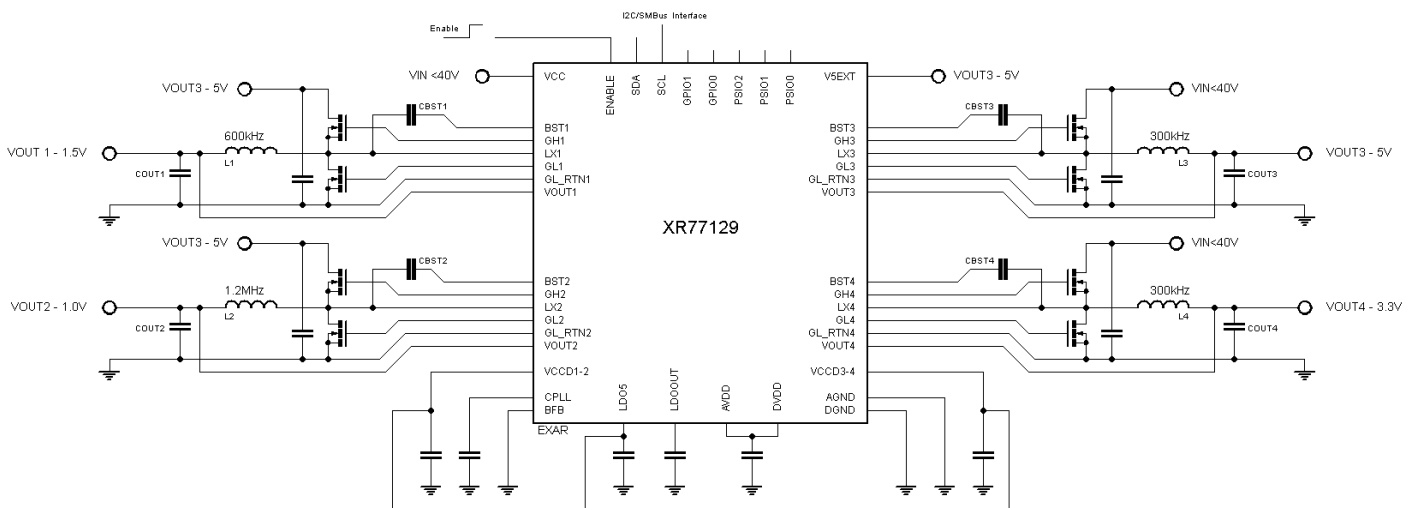 I2C/SMBus Interface
Enable
VIN <40V
VCC
ENABLE
SDA
SCL
GPIO1
GPIO0
PSIO2
PSIO1
PSIO0
V5EXT
VOUT3 - 5V
VOUT3 - 5V
CBST1
BST1
GH1
600kHz
LX1
VOUT 1 - 1.5V
L1
GL1
COUT1
GL_RTN1
VOUT1
CBST3
VIN<40V
BST3
GH3
300kHz
LX3
VOUT3 - 5V
L3
GL3
COUT3
GL_RTN3
VOUT3
XR77129
VOUT3 - 5V
CBST2
BST2
1.2MHz
GH2
VOUT2 - 1.0V
LX2
L2
GL2
COUT2
GL_RTN2
VOUT2
VIN<40V
CBST4
BST4
300kHz
GH4
LX4
VOUT4 - 3.3V
L4
GL4
COUT4
GL_RTN4
VOUT4
VCCD1-2
VCCD3-4
CPLL
BFB
LDO5
LDOOUT
AVDD
DVDD
AGND
DGND
EXAR